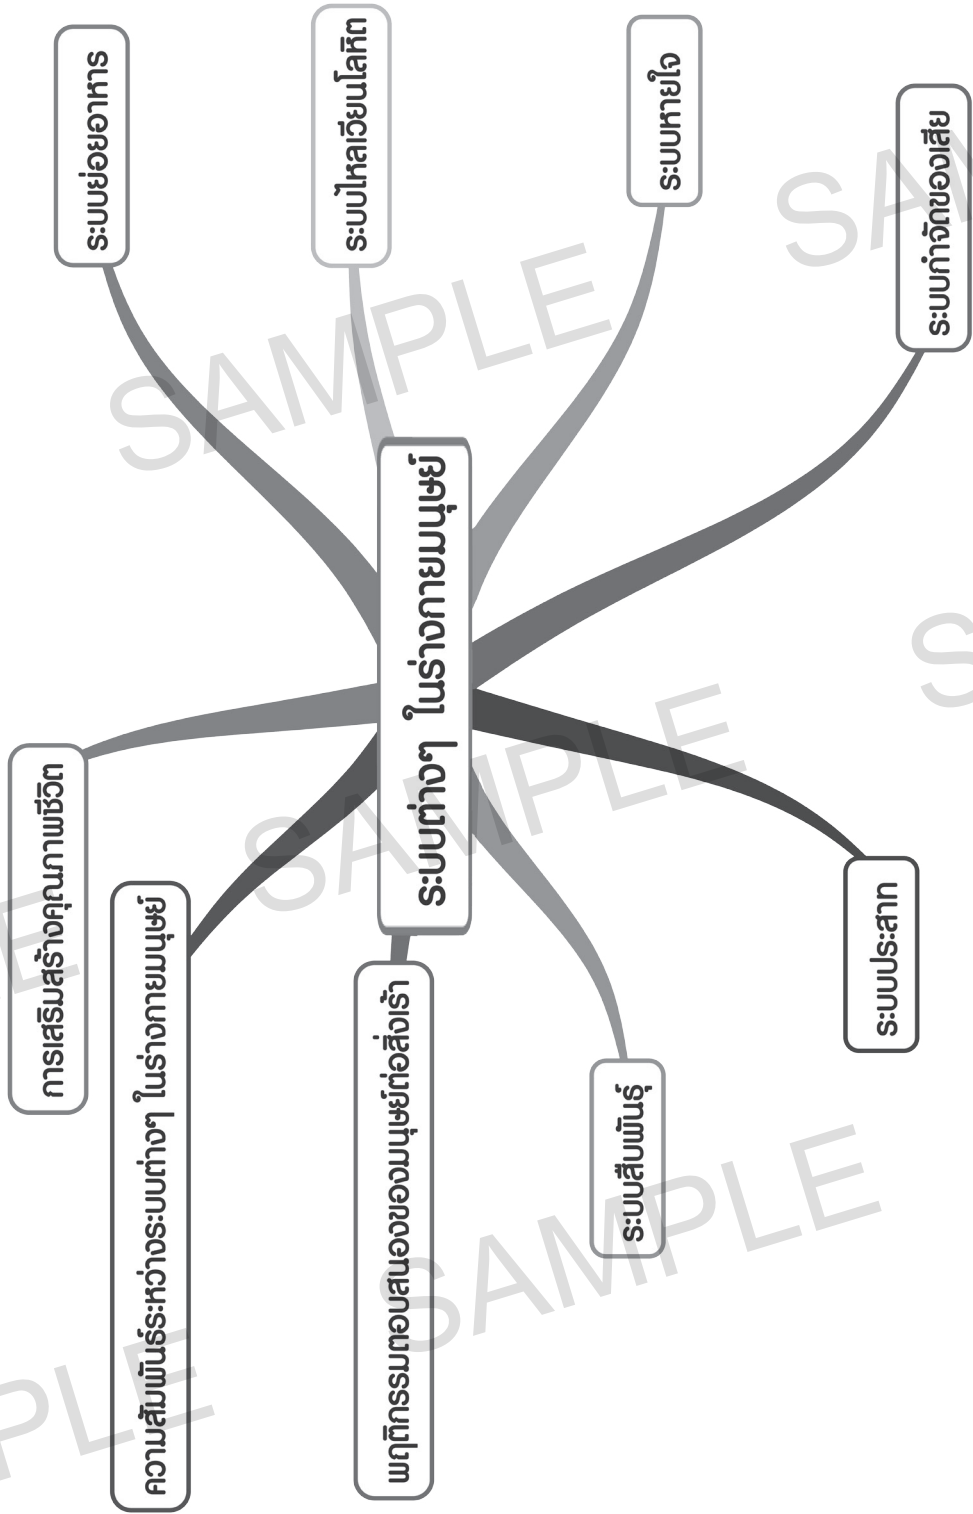 ระบบย่อยอาหาร
ระบบไหลเวียนโลหิต
ระบบหายใจ
ระบบกำจัดของเสีย
ระบบต่างๆ ในร่างกายมนุษย์
การเสริมสร้างคุณภาพชีวิต
ความสัมพันธ์ระหว่างระบบต่างๆ ในร่างกายมนุษย์
พฤติกรรมตอบสนองของมนุษย์ต่อสิ่งเร้า
ระบบสืบพันธุ์
ระบบประสาท
SAMPLE
SAMPLE
SAMPLE
SAM
S
E
PLE